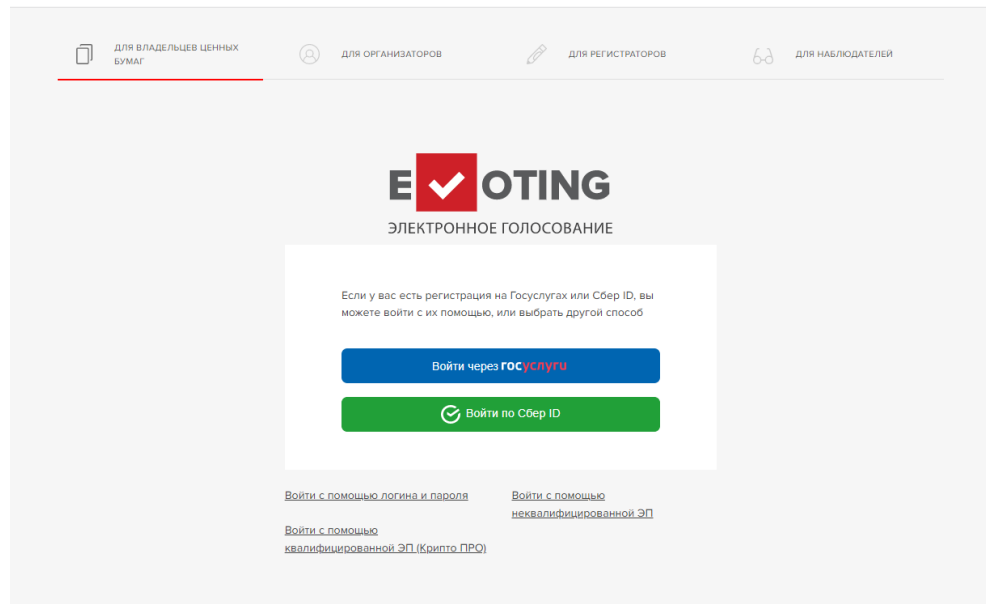 ДЛЯ ВЛАДЕЛЬЦЕВ ЦЕННЫХ
БУМАГ
ДЛЯ ОРГАНИЗАТОРОВ
ДЛЯ РЕГИСТРАТОРОВ
ДЛЯ НАБЛЮДАТЕЛЕЙ
E OTING
ЭЛЕКТРОННОЕ ГОЛОСОВАНИЕ
Если у вас есть регистрация на Госуслугах или Сбер ID, вы
можете войти с их помощью, или выбрать другой способ
Войти через госуслуги
Войти по Сбер ID
Войти с помощью логина и пароля
Войти с помощью
неквалифицированной ЭП
Войти с помощью
квалифицированной ЭП (Крипто ПРО)